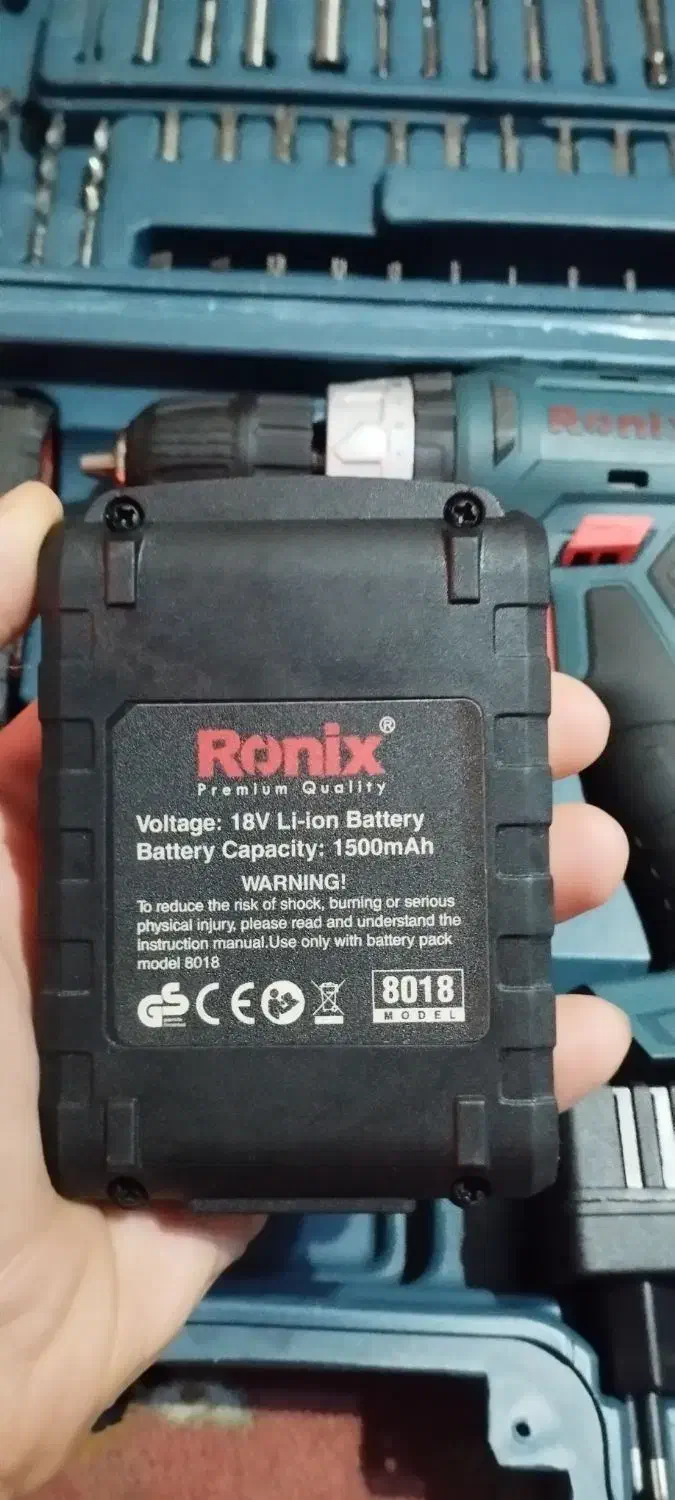 Ronix
Ronix®
Premium Quality
Voltage: 18V Li-ion Battery
Battery Capacity: 1500mAh
WARNING!
To reduce the risk of shock, burning or serious
physical injury, please read and understand the
instruction manual.Use only with battery pack
model 8018
GS CE
8018
MODEL